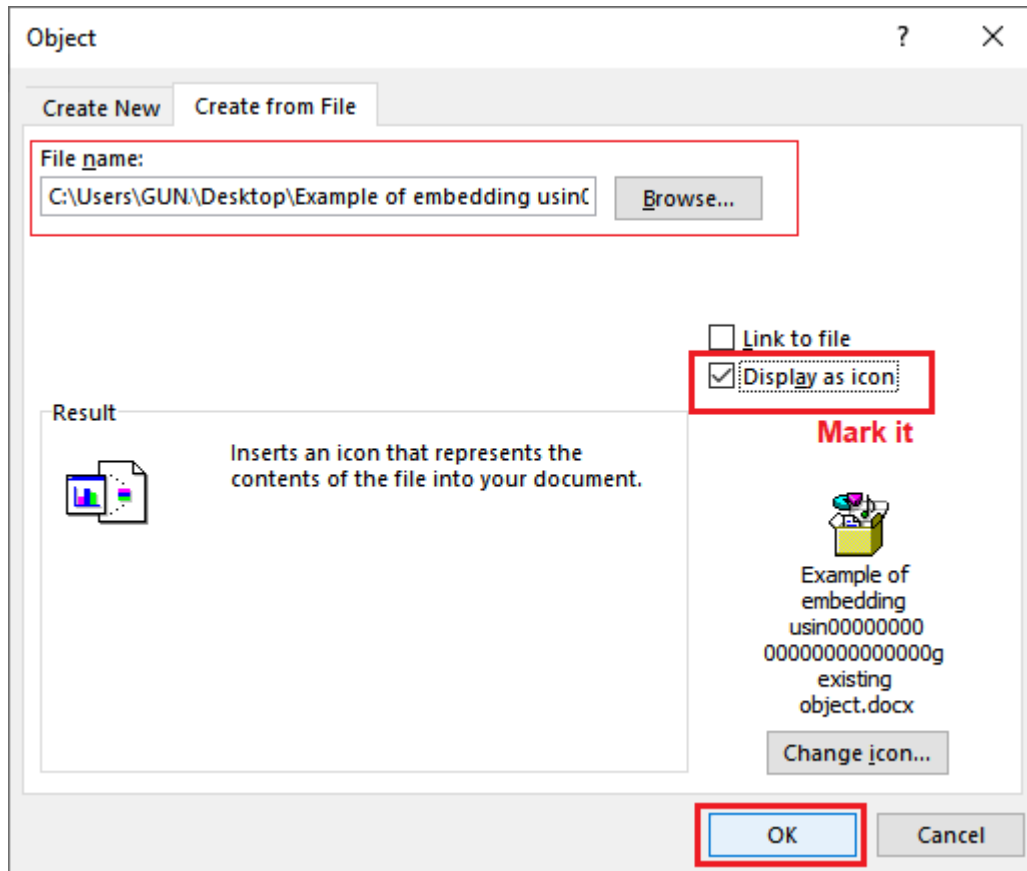 Object
?
Create New
Create from File
File name:
C:\Users\GUN.\Desktop\Example of embedding usin0
Browse...
Link to file
Display as icon
Mark it
Result
Inserts an icon that represents the
contents of the file into your document.
Example of
embedding
usin00000000
00000000000000g
existing
object.docx
Change icon...
OK
Cancel